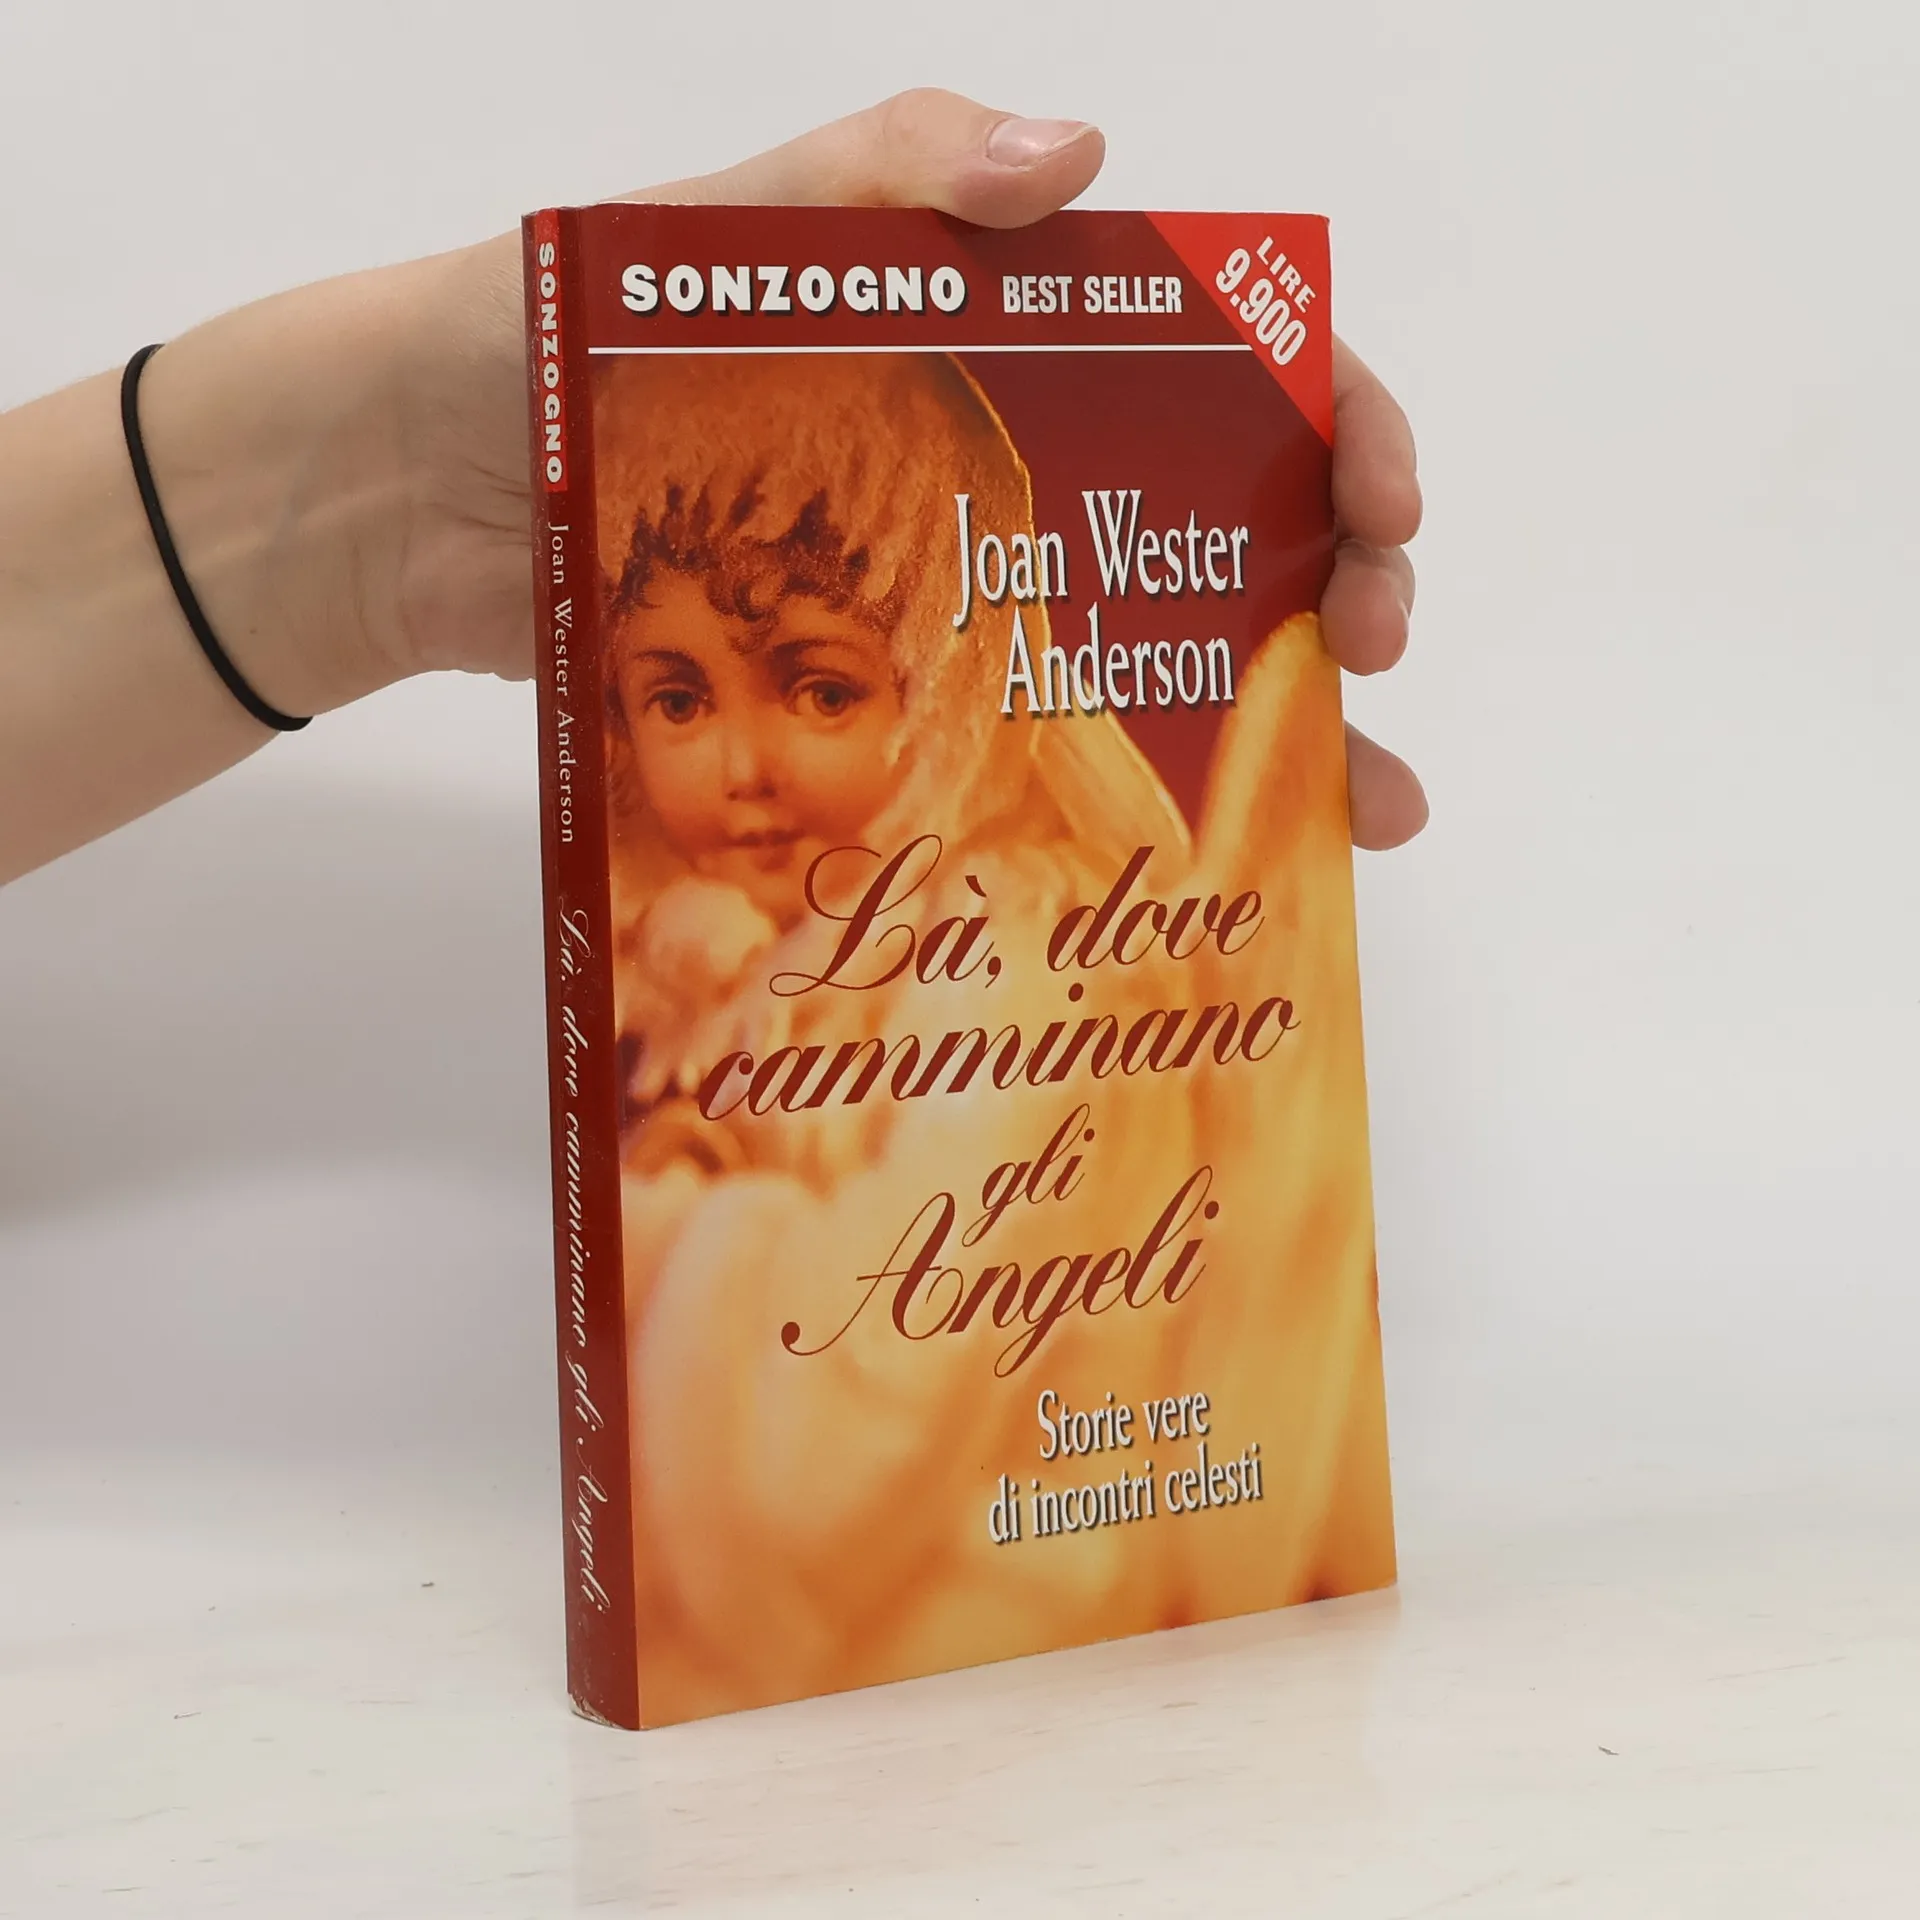 SONZOGNO BEST SELLER
LIRE
9.900
Joan Wester
Anderson
Là, dove
camminano
gli
Angeli
Storie vere
di incontri celesti
SONZOGNO Joan Wester Anderson Là, dove camminano gli Angeli